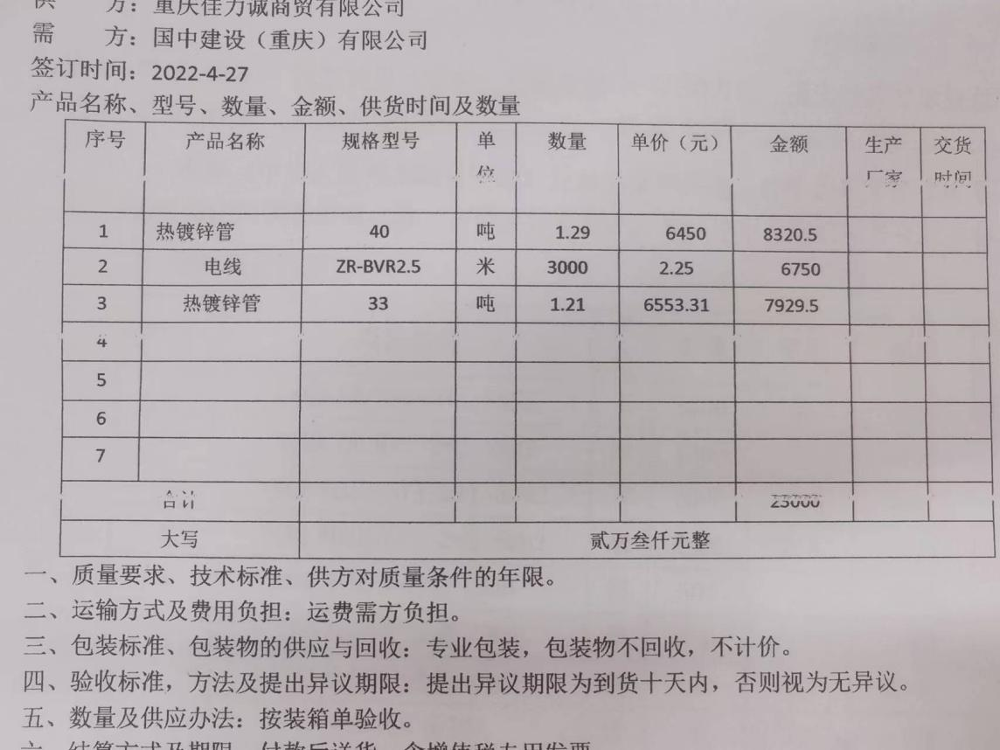 供 方：重庆佳力诚商贸有限公司
需 方：国中建设（重庆）有限公司
签订时间：2022-4-27
产品名称、型号、数量、金额、供货时间及数量
序号 产品名称 规格型号 单位 数量 单价（元） 金额 生产厂家 交货时间
1 热镀锌管 40 吨 1.29 6450 8320.5
2 电线 ZR-BVR2.5 米 3000 2.25 6750
3 热镀锌管 33 吨 1.21 6553.31 7929.5
4
5
6
7
合计 23000
大写 贰万叁仟元整
一、质量要求、技术标准、供方对质量条件的年限。
二、运输方式及费用负担：运费需方负担。
三、包装标准、包装物的供应与回收：专业包装，包装物不回收，不计价。
四、验收标准，方法及提出异议期限：提出异议期限为到货十天内，否则视为无异议。
五、数量及供应办法：按装箱单验收。
六、结算方式及期限：付款后送货，含增值税专用发票